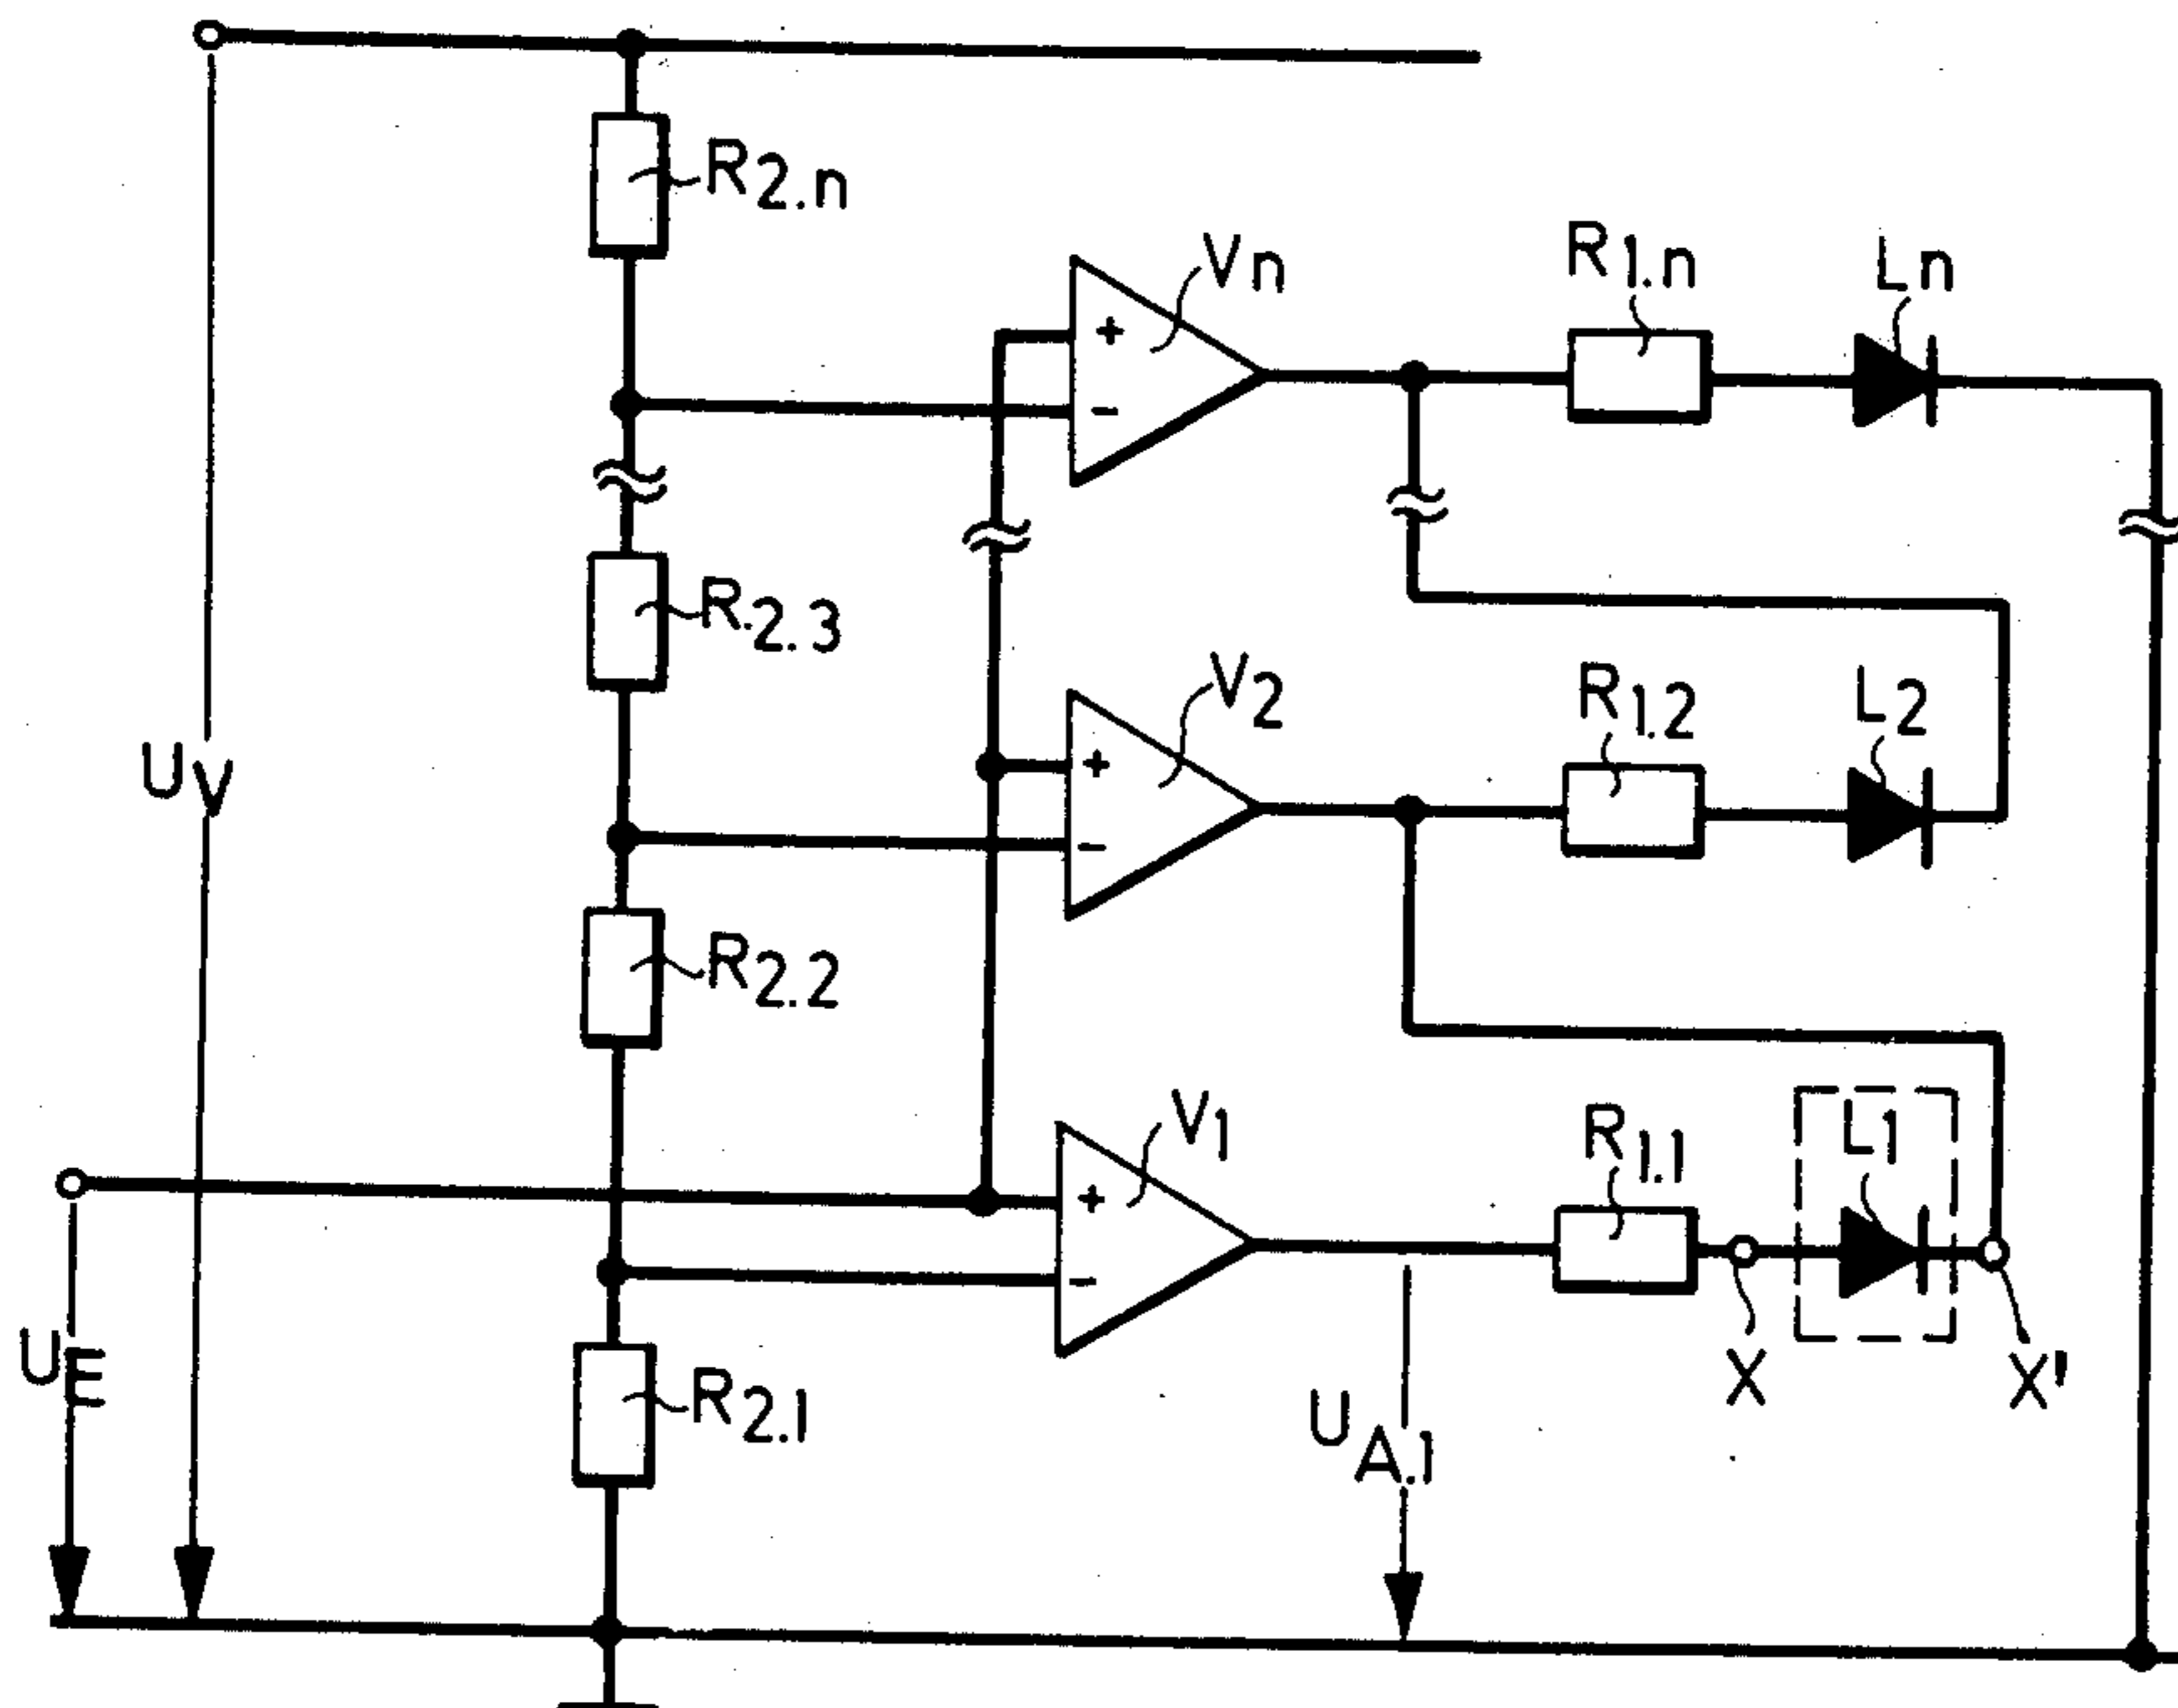 R2.n
Vn
R1.n
Ln
+
-
R.2.3
V2
R1.2
L2
UV
+
-
R2.2
V1
R1.1
L1
+
-
UE
R2.1
UA.1
X
X'